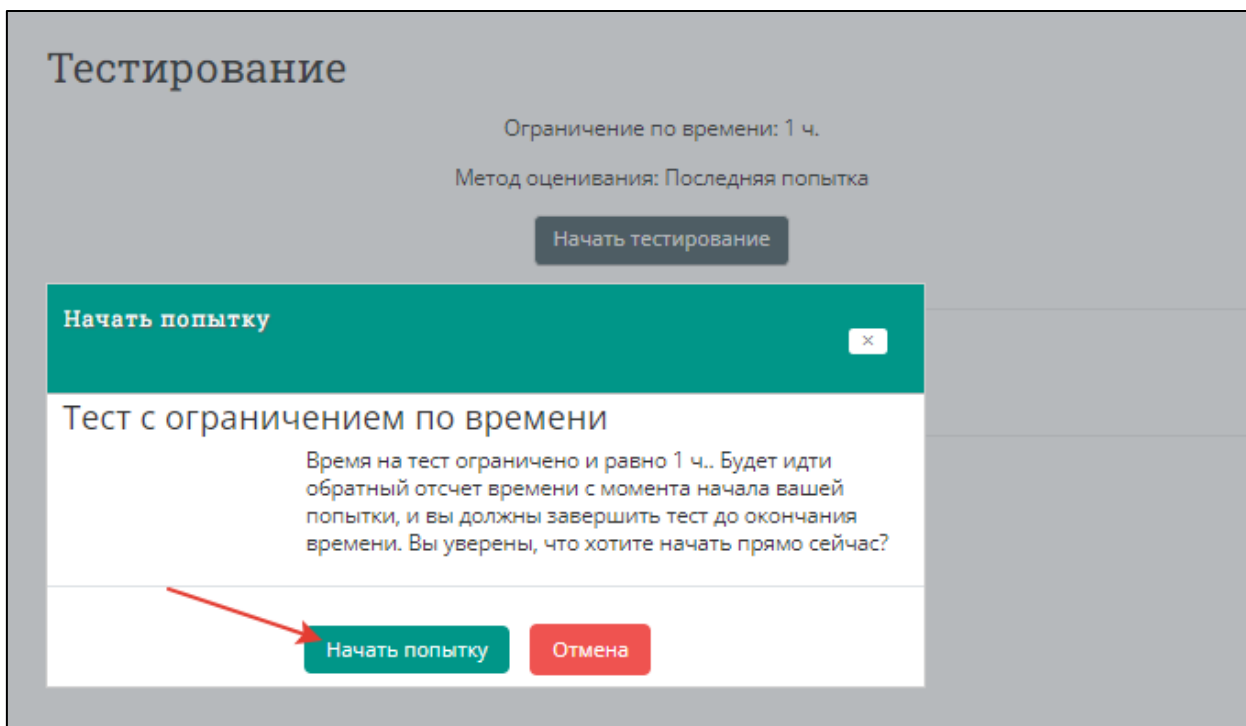 Тестирование
Ограничение по времени: 1 ч.
Метод оценивания: Последняя попытка
Начать тестирование
Начать попытку
×
Тест с ограничением по времени
Время на тест ограничено и равно 1 ч.. Будет идти
обратный отсчет времени с момента начала вашей
попытки, и вы должны завершить тест до окончания
времени. Вы уверены, что хотите начать прямо сейчас?
Начать попытку
Отмена